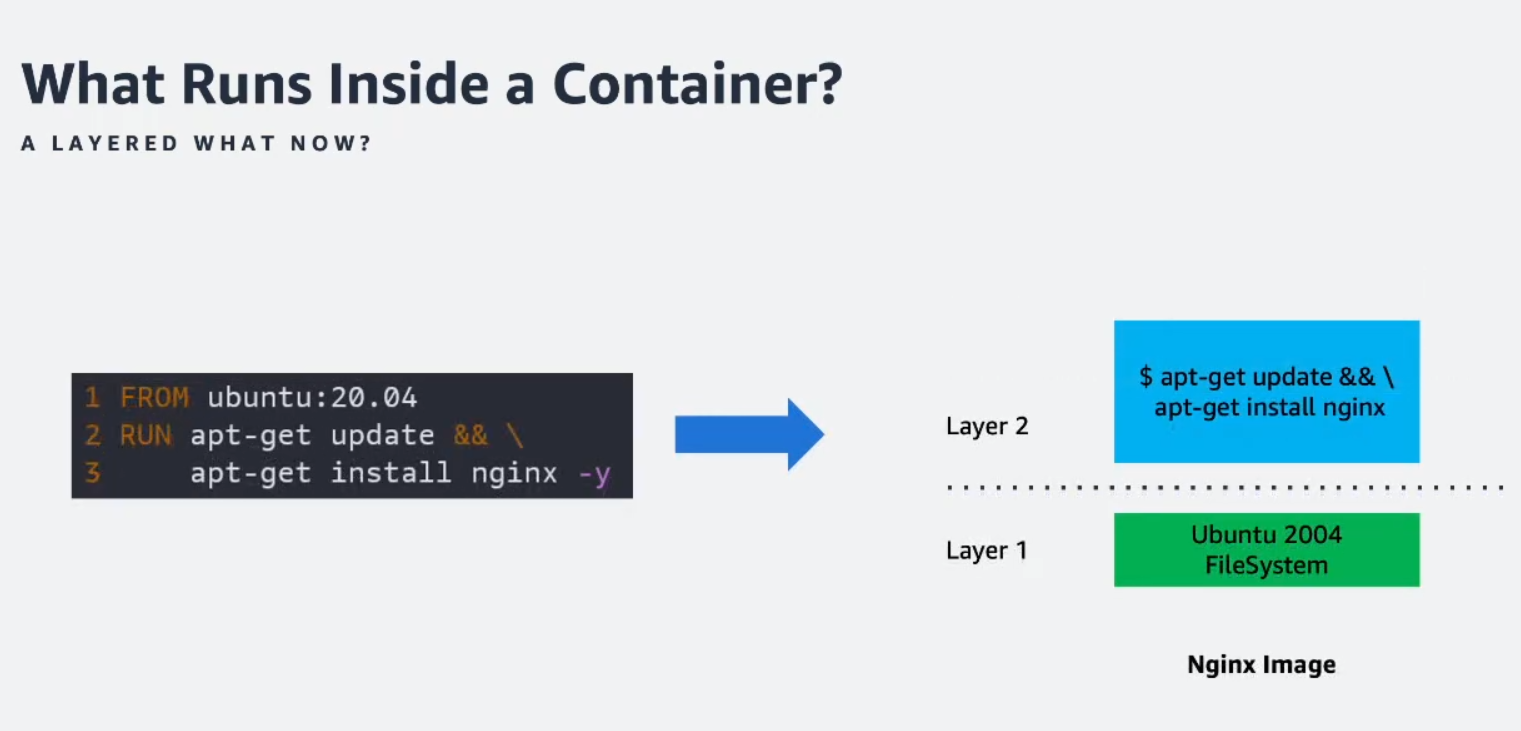 What Runs Inside a Container?
A LAYERED WHAT NOW?
1 FROM ubuntu:20.04
2 RUN apt-get update && \
3     apt-get install nginx -y
$ apt-get update && \
apt-get install nginx
Layer 2
Layer 1
Ubuntu 2004
FileSystem
Nginx Image